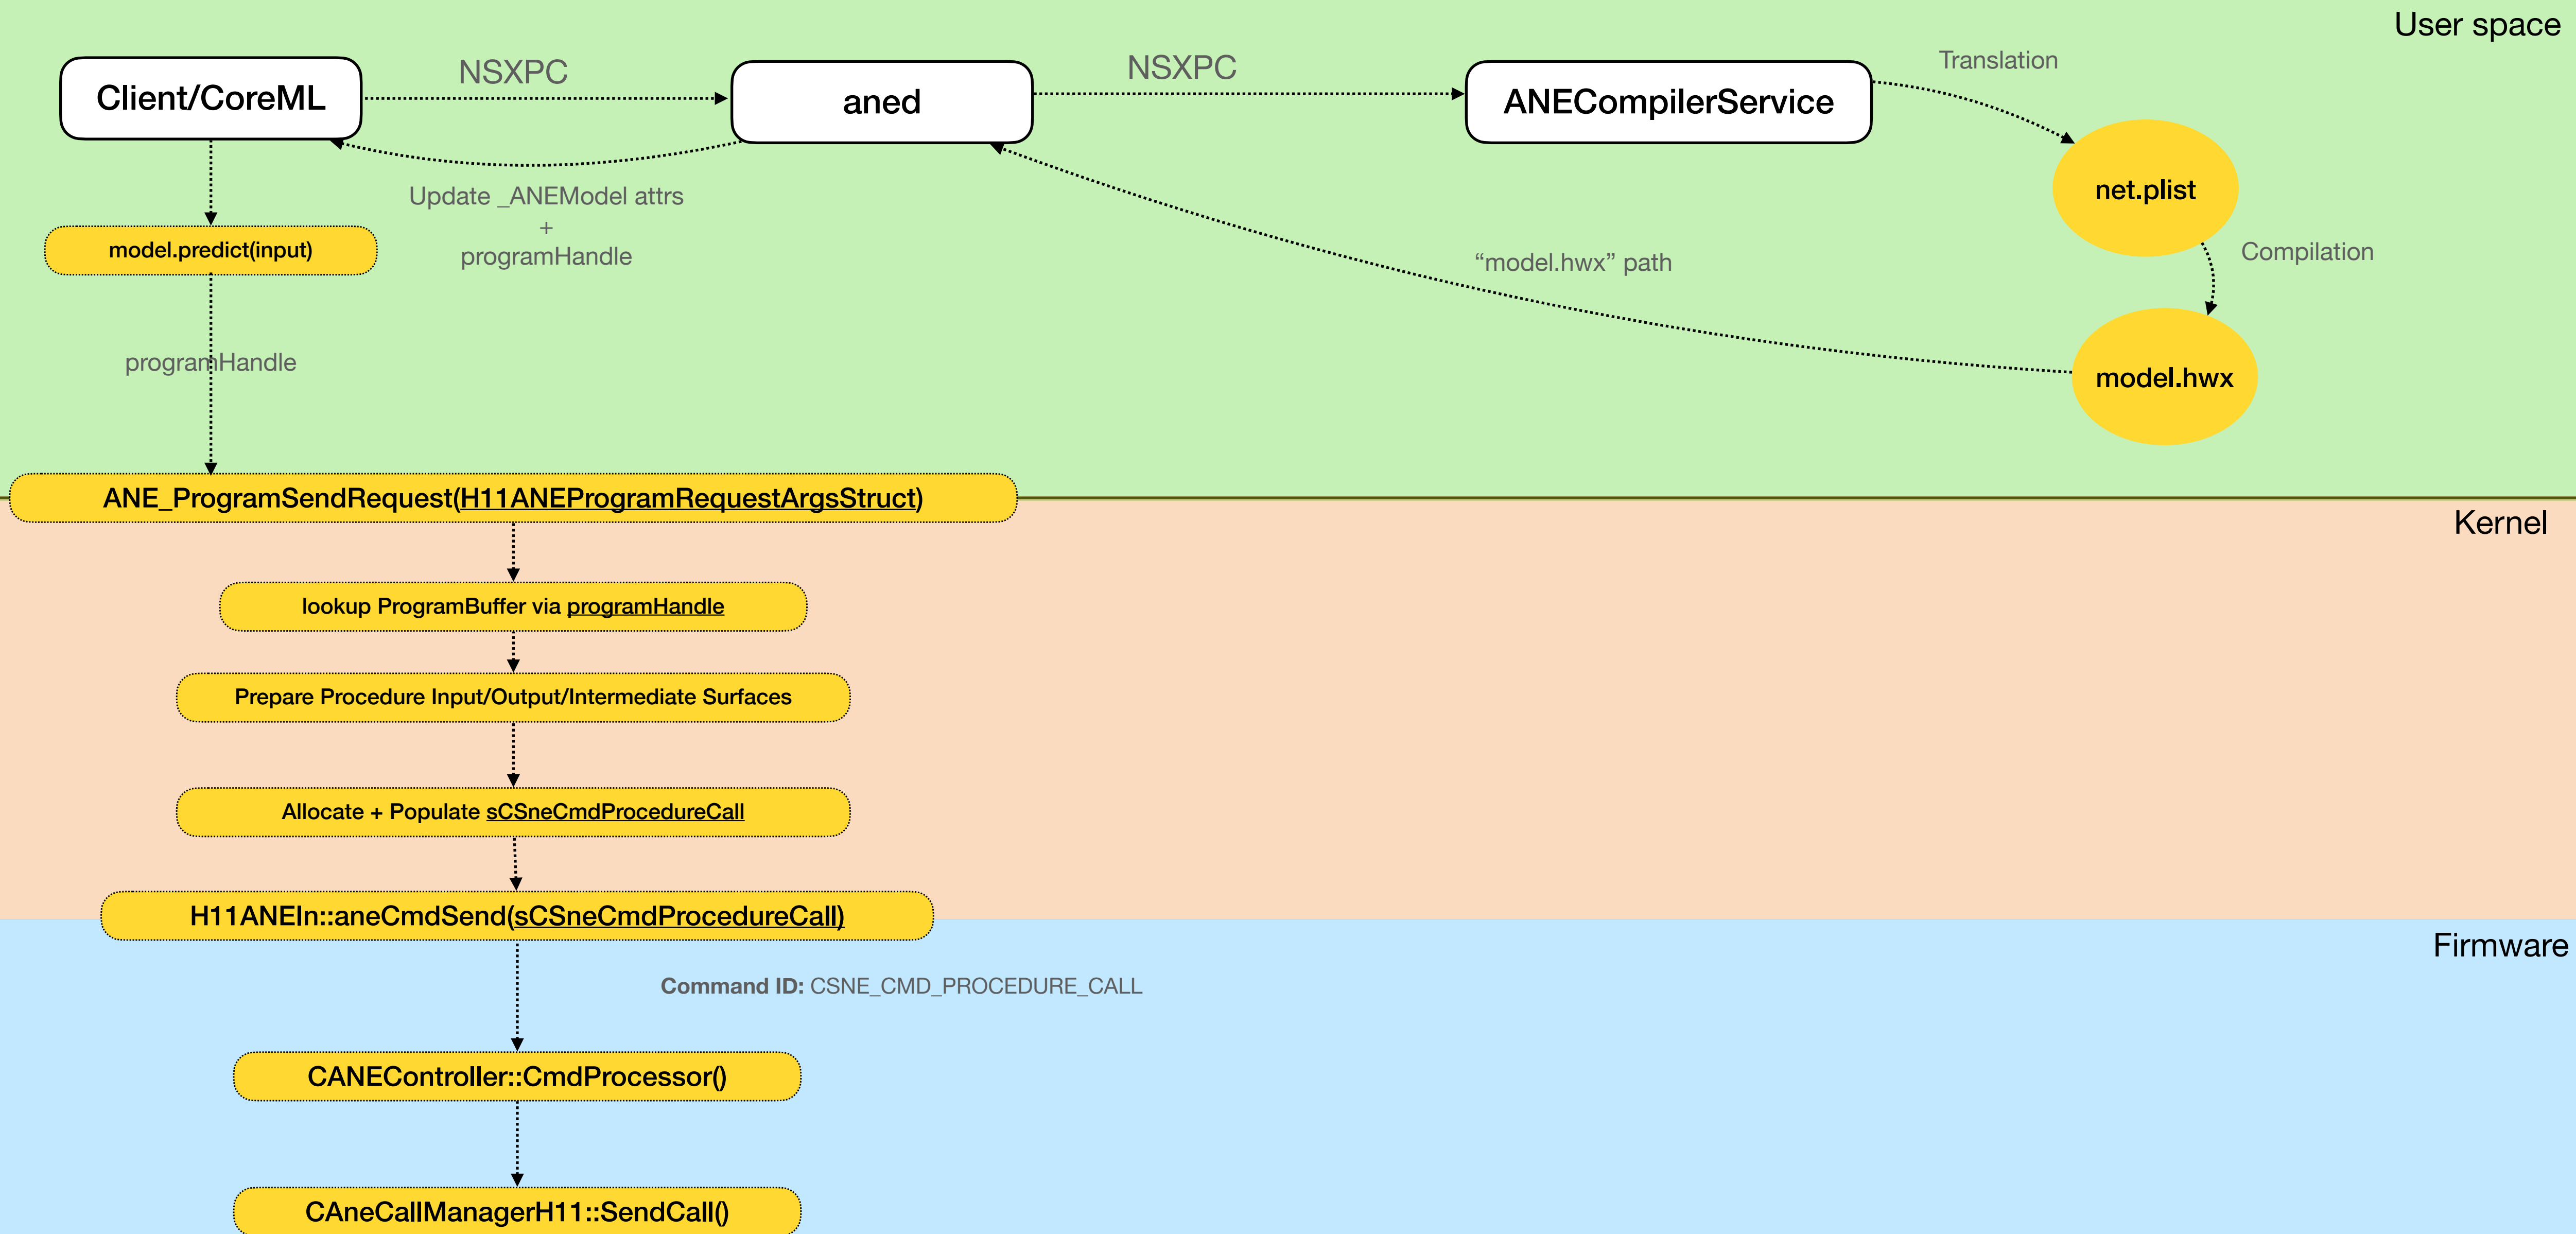 User space
NSXPC
NSXPC
Translation
Client/CoreML
aned
ANECompilerService
net.plist
Update _ANEModel attrs
+
programHandle
model.predict(input)
Compilation
“model.hwx” path
programHandle
model.hwx
ANE_ProgramSendRequest(H11ANEProgramRequestArgsStruct)
Kernel
lookup ProgramBuffer via programHandle
Prepare Procedure Input/Output/Intermediate Surfaces
Allocate + Populate sCSneCmdProcedureCall
H11ANEIn::aneCmdSend(sCSneCmdProcedureCall)
Firmware
Command ID: CSNE_CMD_PROCEDURE_CALL
CANEController::CmdProcessor()
CAneCallManagerH11::SendCall()